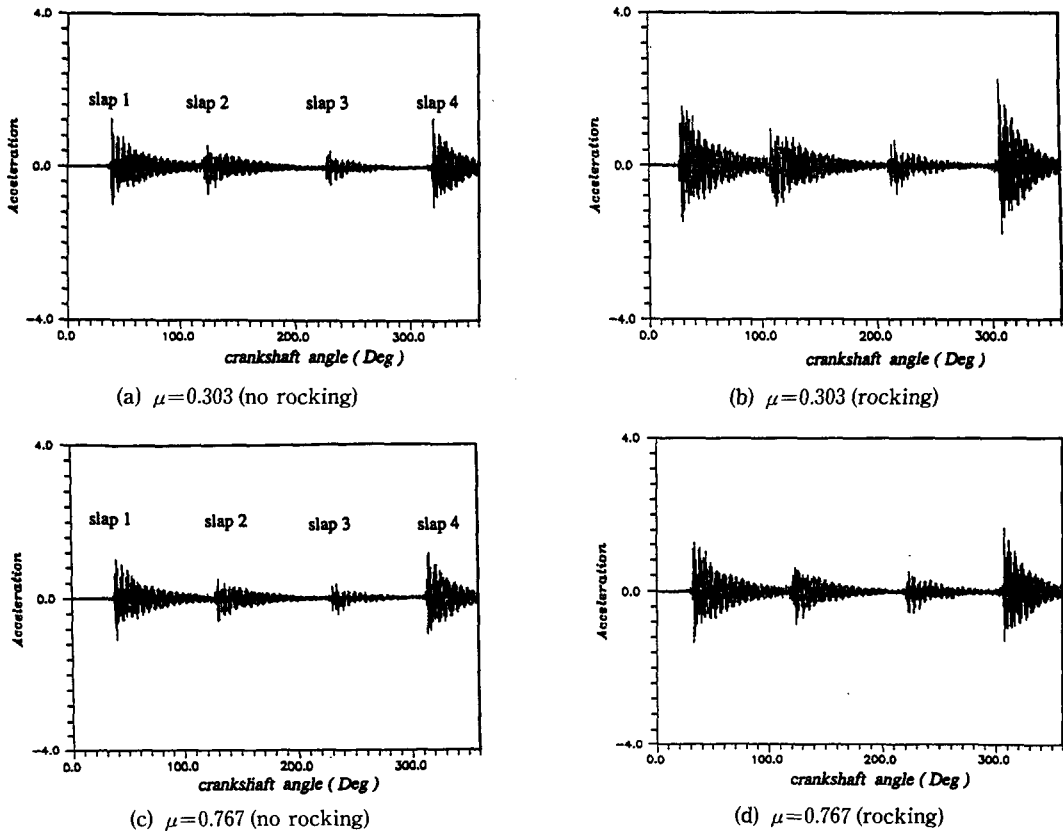 4.0
slap 1 slap 2 slap 3 slap 4
Acceleration
0.0
-4.0
0.0 100.0 200.0 300.0
crankshaft angle ( Deg )
(a) μ=0.303 (no rocking)
4.0
Acceleration
0.0
-4.0
0.0 100.0 200.0 300.0
crankshaft angle ( Deg )
(b) μ=0.303 (rocking)
4.0
slap 1 slap 2 slap 3 slap 4
Acceleration
0.0
-4.0
0.0 100.0 200.0 300.0
crankshaft angle ( Deg )
(c) μ=0.767 (no rocking)
4.0
Acceleration
0.0
-4.0
0.0 100.0 200.0 300.0
crankshaft angle ( Deg )
(d) μ=0.767 (rocking)